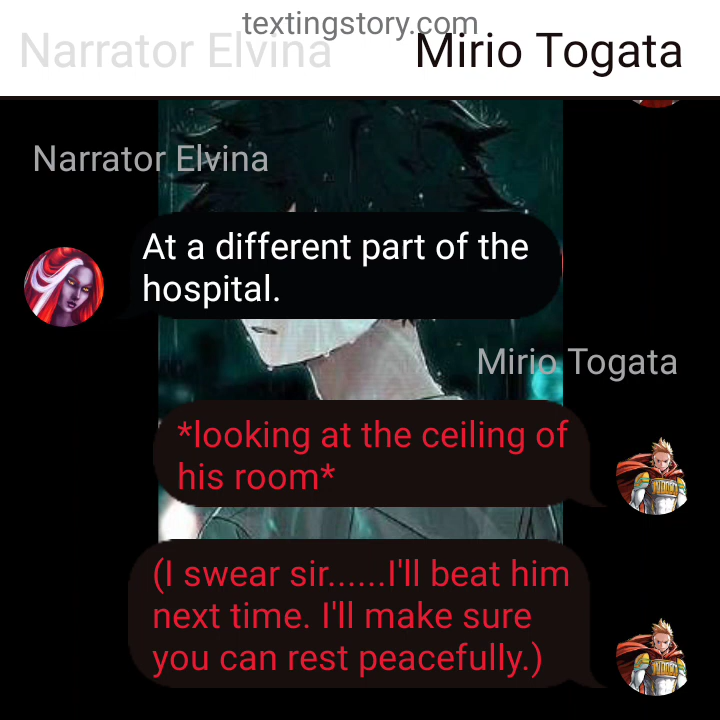 textingstory.com
Narrator Elvina Mirio Togata
Narrator Elvina
At a different part of the
hospital.
Mirio Togata
*looking at the ceiling of
his room*
(I swear sir......I'll beat him
next time. I'll make sure
you can rest peacefully.)